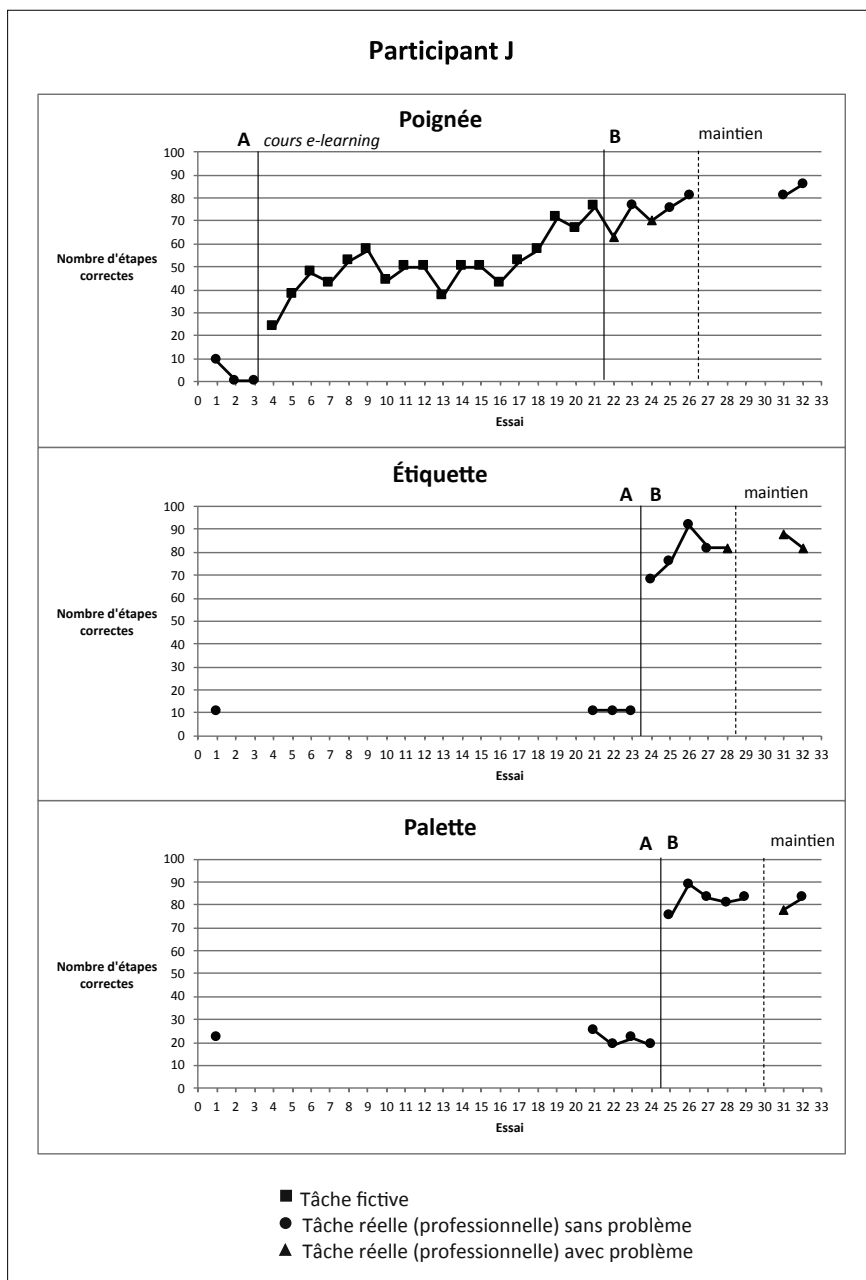 Participant J
Poignée
A cours e-learning B maintien
100
90
80
70
60
50
40
30
20
10
0
Nombre d'étapes
correctes
0 1 2 3 4 5 6 7 8 9 10 11 12 13 14 15 16 17 18 19 20 21 22 23 24 25 26 27 28 29 30 31 32 33
Essai
Étiquette
A B maintien
100
90
80
70
60
50
40
30
20
10
0
Nombre d'étapes
correctes
0 1 2 3 4 5 6 7 8 9 10 11 12 13 14 15 16 17 18 19 20 21 22 23 24 25 26 27 28 29 30 31 32 33
Essai
Palette
A B maintien
100
90
80
70
60
50
40
30
20
10
0
Nombre d'étapes
correctes
0 1 2 3 4 5 6 7 8 9 10 11 12 13 14 15 16 17 18 19 20 21 22 23 24 25 26 27 28 29 30 31 32 33
Essai
Tâche fictive
Tâche réelle (professionnelle) sans problème
Tâche réelle (professionnelle) avec problème